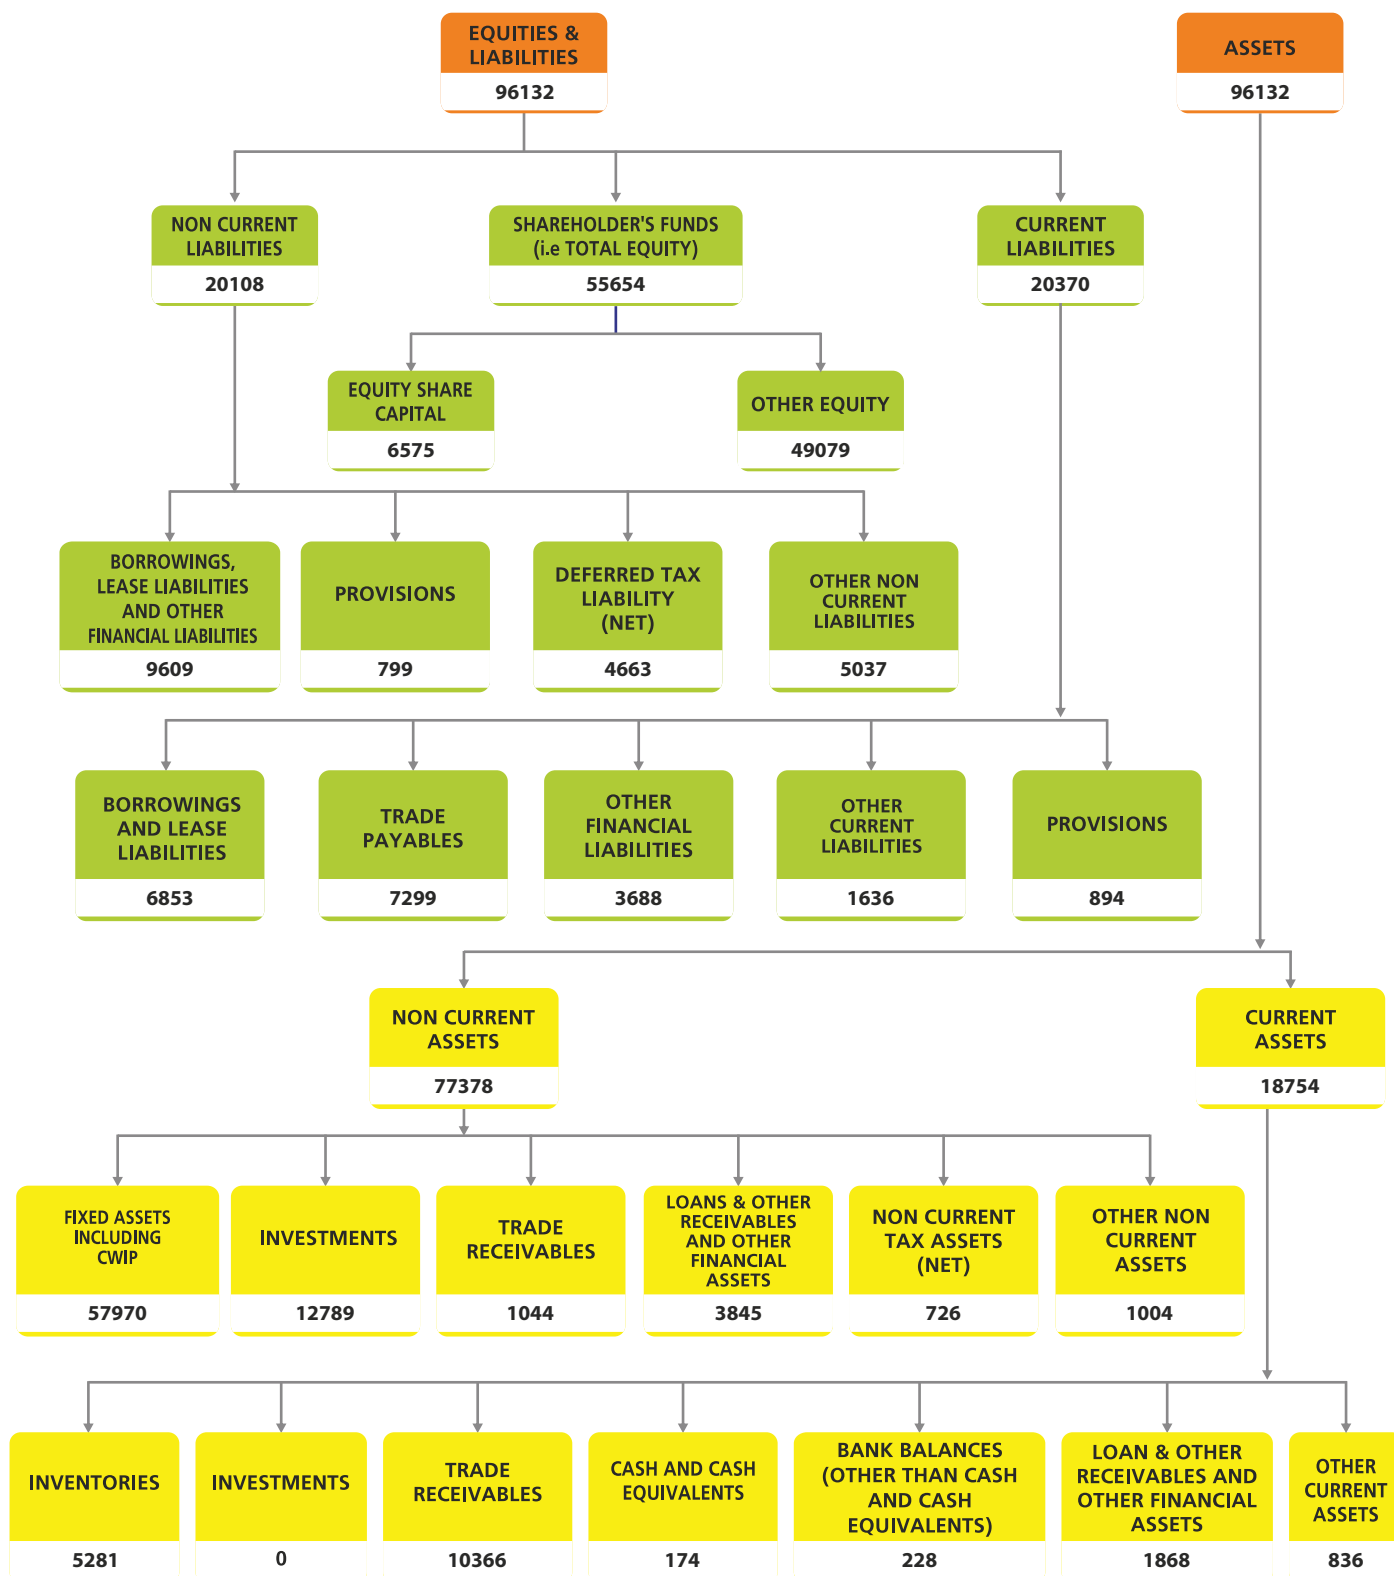 EQUITIES &
LIABILITIES
96132
ASSETS
96132
NON CURRENT
LIABILITIES
20108
SHAREHOLDER'S FUNDS
(i.e TOTAL EQUITY)
55654
CURRENT
LIABILITIES
20370
EQUITY SHARE
CAPITAL
6575
OTHER EQUITY
49079
BORROWINGS,
LEASE LIABILITIES
AND OTHER
FINANCIAL LIABILITIES
9609
PROVISIONS
799
DEFERRED TAX
LIABILITY
(NET)
4663
OTHER NON
CURRENT
LIABILITIES
5037
BORROWINGS
AND LEASE
LIABILITIES
6853
TRADE
PAYABLES
7299
OTHER
FINANCIAL
LIABILITIES
3688
OTHER
CURRENT
LIABILITIES
1636
PROVISIONS
894
NON CURRENT
ASSETS
77378
CURRENT
ASSETS
18754
FIXED ASSETS
INCLUDING
CWIP
57970
INVESTMENTS
12789
TRADE
RECEIVABLES
1044
LOANS & OTHER
RECEIVABLES
AND OTHER
FINANCIAL
ASSETS
3845
NON CURRENT
TAX ASSETS
(NET)
726
OTHER NON
CURRENT
ASSETS
1004
INVENTORIES
5281
INVESTMENTS
0
TRADE
RECEIVABLES
10366
CASH AND CASH
EQUIVALENTS
174
BANK BALANCES
(OTHER THAN CASH
AND CASH
EQUIVALENTS)
228
LOAN & OTHER
RECEIVABLES AND
OTHER FINANCIAL
ASSETS
1868
OTHER
CURRENT
ASSETS
836